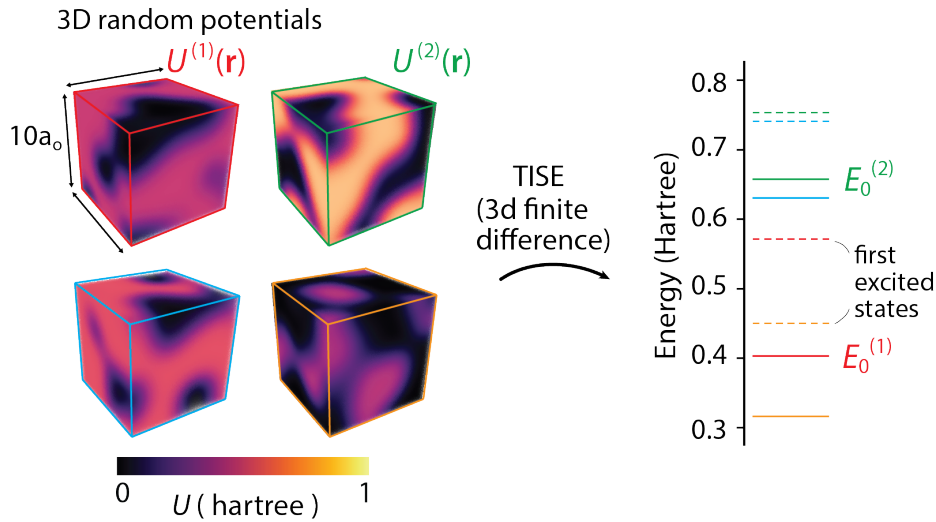 3D random potentials
U⁽¹⁾(r)
U⁽²⁾(r)
10aₒ
TISE
(3d finite
difference)
0
1
U ( hartree )
Energy (Hartree)
0.8
0.7
0.6
0.5
0.4
0.3
E₀⁽²⁾
first
excited
states
E₀⁽¹⁾